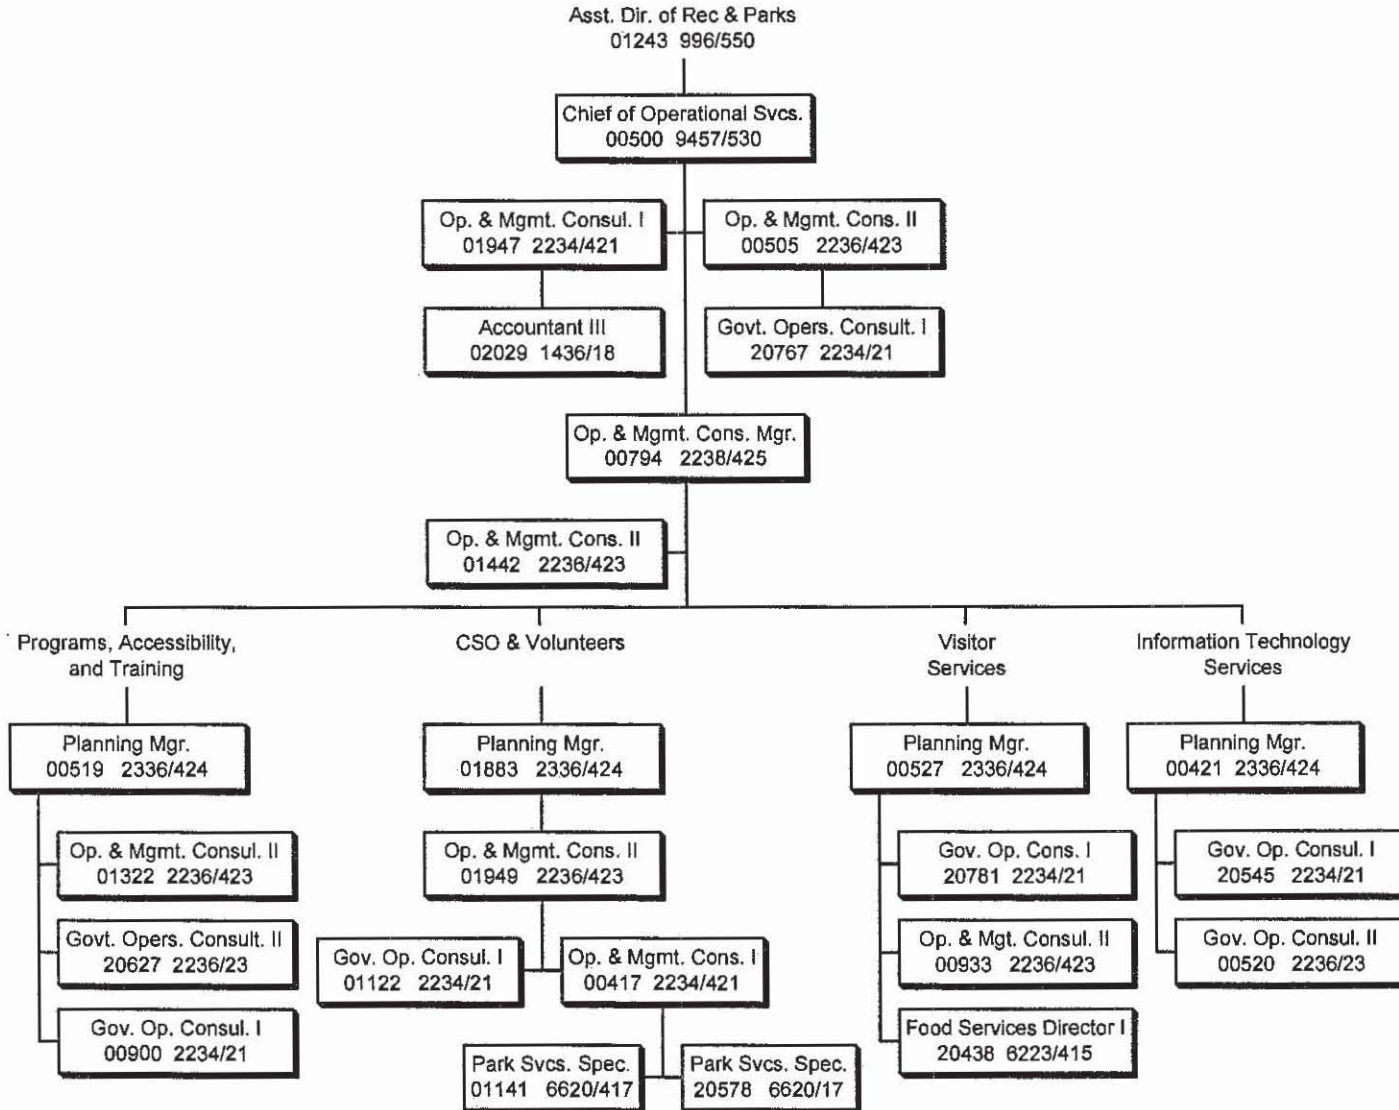 Asst. Dir. of Rec & Parks
01243 996/550
Chief of Operational Svcs.
00500 9457/530
Op. & Mgmt. Consul. I
01947 2234/421
Op. & Mgmt. Cons. II
00505 2236/423
Accountant III
02029 1436/18
Govt. Opers. Consult. I
20767 2234/21
Op. & Mgmt. Cons. Mgr.
00794 2238/425
Op. & Mgmt. Cons. II
01442 2236/423
Programs, Accessibility,
and Training
CSO & Volunteers
Visitor
Services
Information Technology
Services
Planning Mgr.
00519 2336/424
Planning Mgr.
01883 2336/424
Planning Mgr.
00527 2336/424
Planning Mgr.
00421 2336/424
Op. & Mgmt. Consul. II
01322 2236/423
Op. & Mgmt. Cons. II
01949 2236/423
Gov. Op. Cons. I
20781 2234/21
Gov. Op. Consul. I
20545 2234/21
Govt. Opers. Consult. II
20627 2236/23
Gov. Op. Consul. I
01122 2234/21
Op. & Mgmt. Cons. I
00417 2234/421
Op. & Mgt. Consul. II
00933 2236/423
Gov. Op. Consul. II
00520 2236/23
Gov. Op. Consul. I
00900 2234/21
Park Svcs. Spec.
01141 6620/417
Park Svcs. Spec.
20578 6620/17
Food Services Director I
20438 6223/415